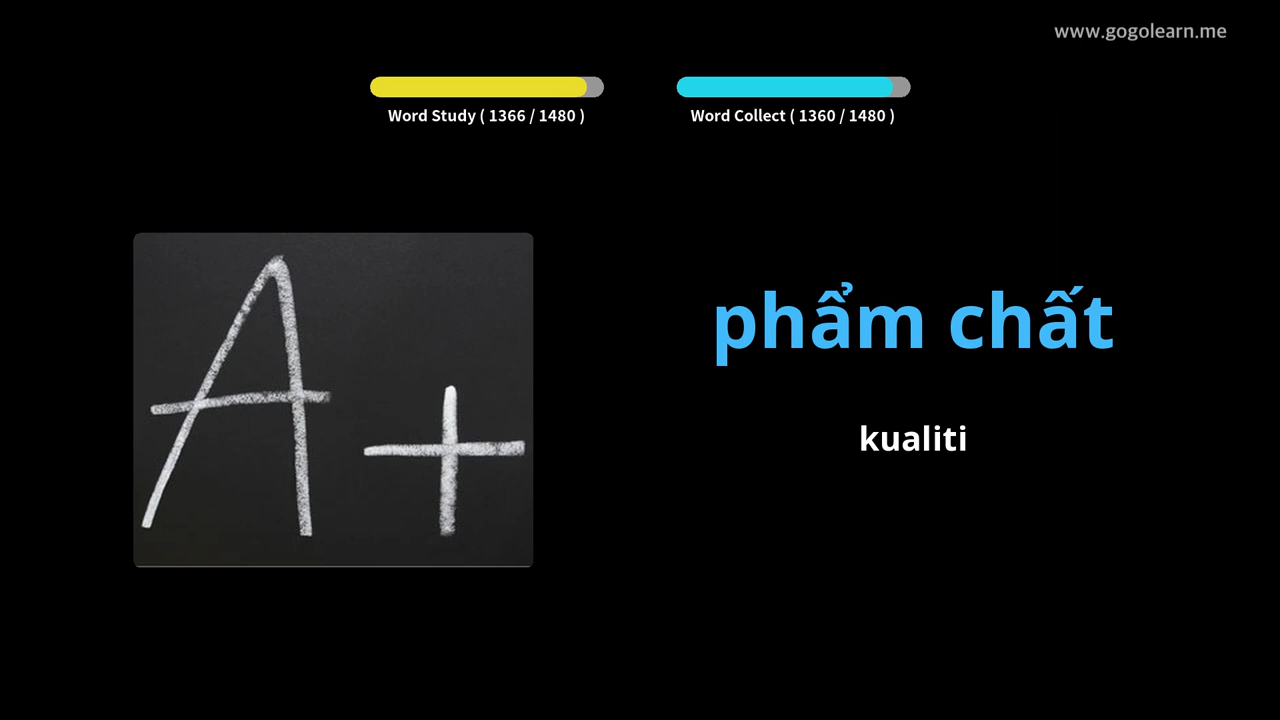 www.gogolearn.me
Word Study ( 1366 / 1480 )
Word Collect ( 1360 / 1480 )
A+
phẩm chất
kualiti